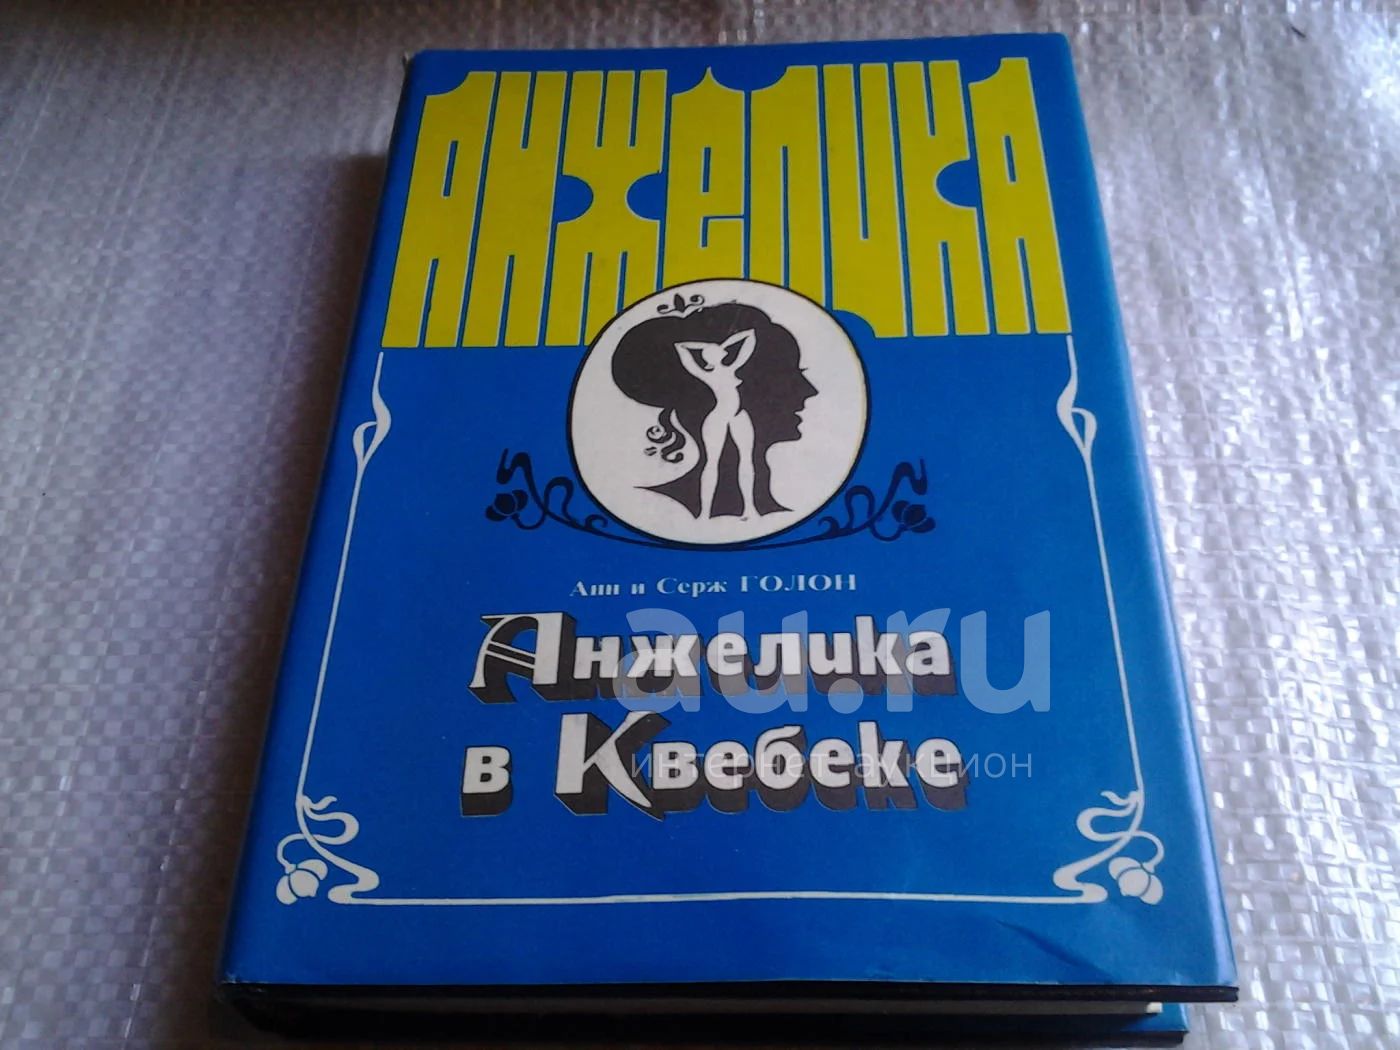 АНЖЕЛИКА
Анн и Серж ГОЛОН
Анжелика
в Квебеке
au.ru
интернет аукцион